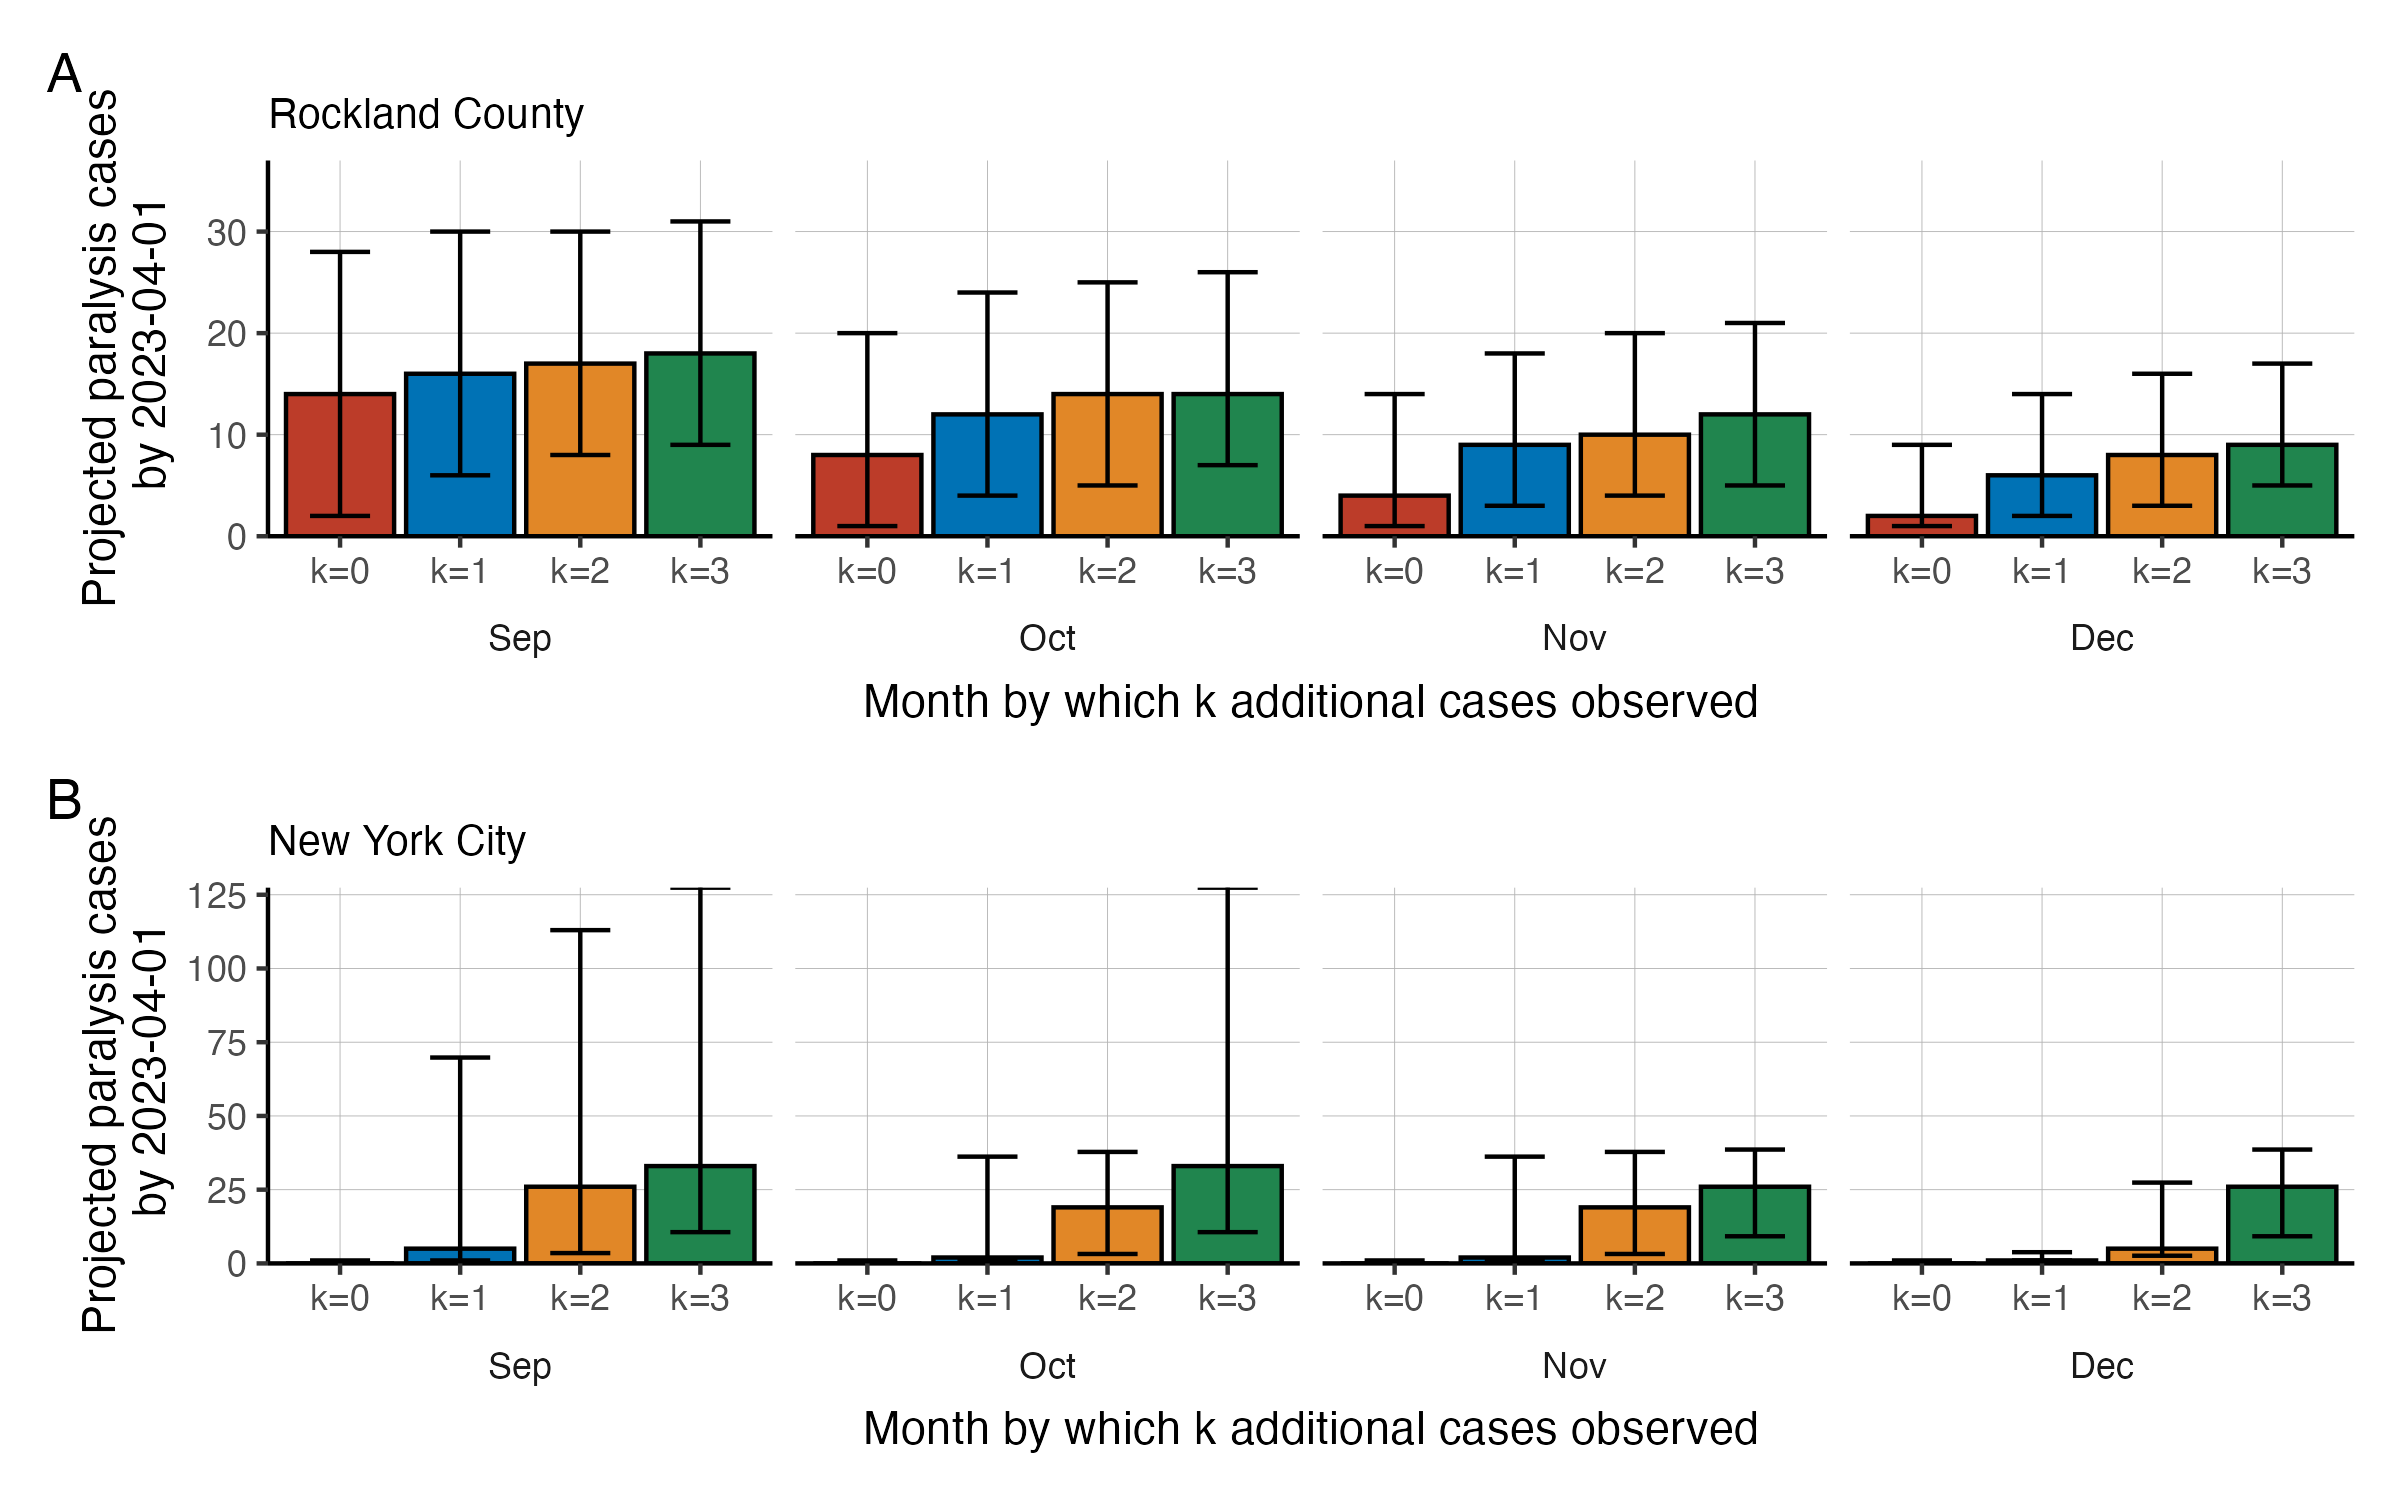 A
Rockland County
Projected paralysis cases
by 2023-04-01
30
20
10
0
k=0 k=1 k=2 k=3 k=0 k=1 k=2 k=3 k=0 k=1 k=2 k=3 k=0 k=1 k=2 k=3
Sep Oct Nov Dec
Month by which k additional cases observed
B
New York City
Projected paralysis cases
by 2023-04-01
125
100
75
50
25
0
k=0 k=1 k=2 k=3 k=0 k=1 k=2 k=3 k=0 k=1 k=2 k=3 k=0 k=1 k=2 k=3
Sep Oct Nov Dec
Month by which k additional cases observed